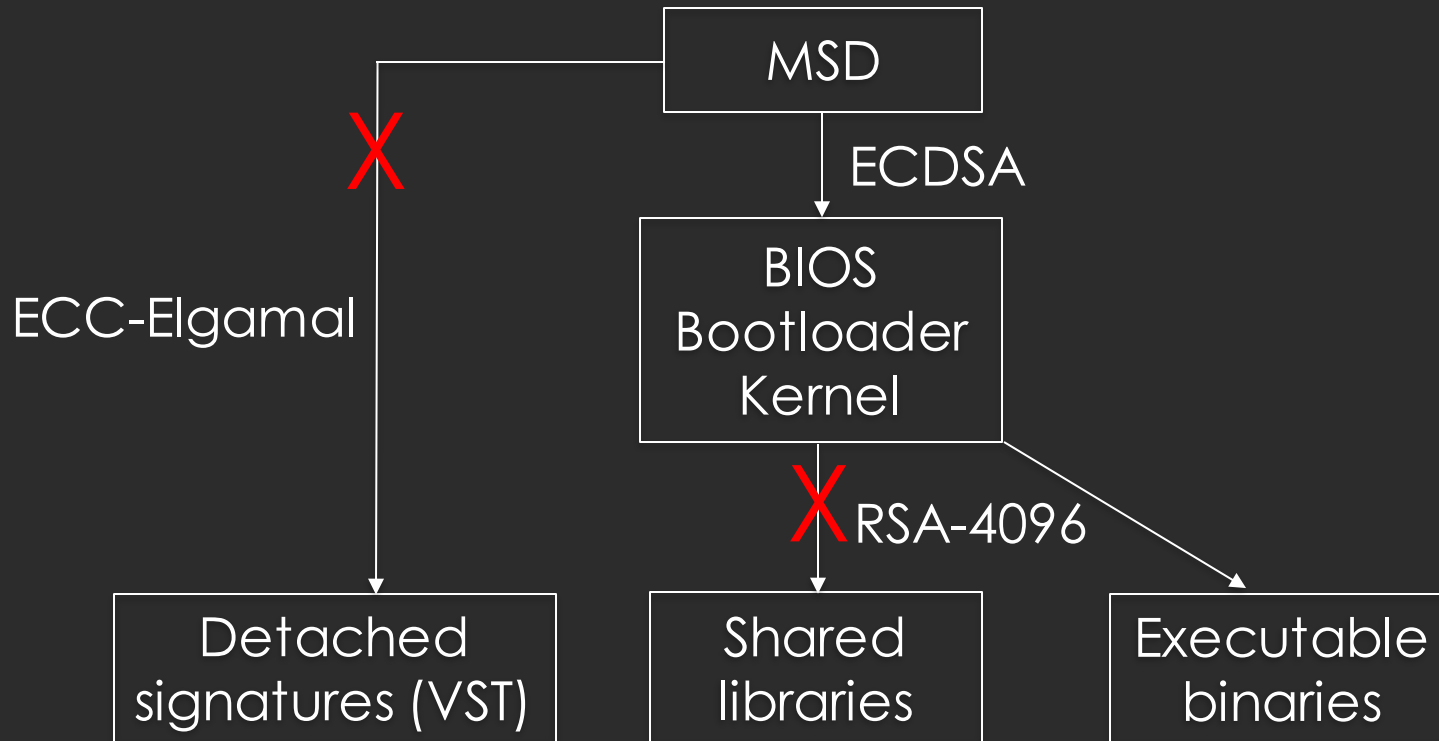 MSD
X
ECDSA
BIOS
Bootloader
Kernel
ECC-Elgamal
X
RSA-4096
Detached
signatures (VST)
Shared
libraries
Executable
binaries